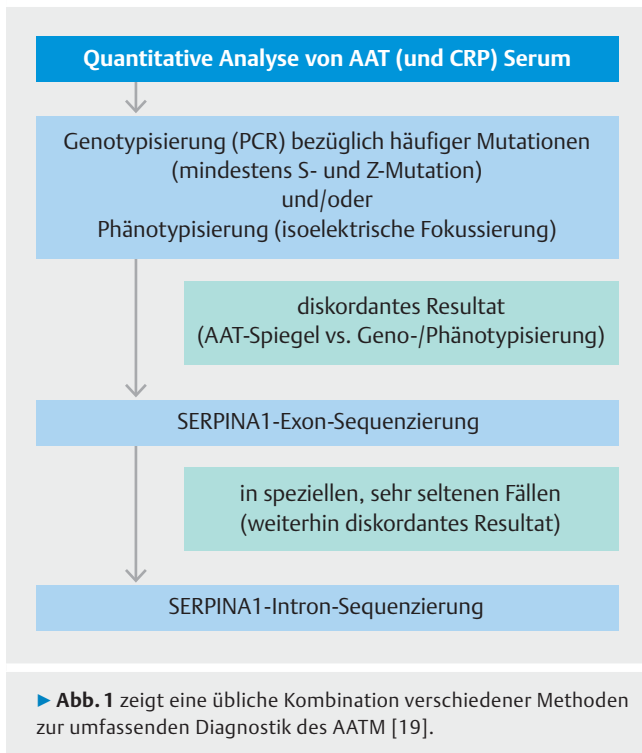 Quantitative Analyse von AAT (und CRP) Serum
Genotypisierung (PCR) bezüglich häufiger Mutationen
(mindestens S- und Z-Mutation)
und/oder
Phänotypisierung (isoelektrische Fokussierung)
diskordantes Resultat
(AAT-Spiegel vs. Geno-/Phänotypisierung)
SERPINA1-Exon-Sequenzierung
in speziellen, sehr seltenen Fällen
(weiterhin diskordantes Resultat)
SERPINA1-Intron-Sequenzierung
▶ Abb. 1 zeigt eine übliche Kombination verschiedener Methoden
zur umfassenden Diagnostik des AATM [19].